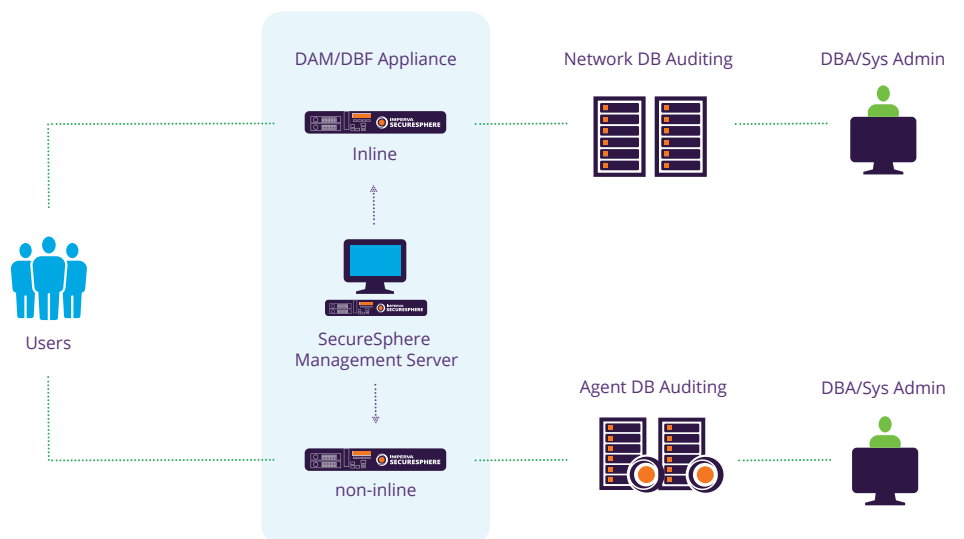 DAM/DBF Appliance
Network DB Auditing
DBA/Sys Admin
IMPERVA
SECURESPHERE
Inline
IMPERVA
SECURESPHERE
Users
SecureSphere
Management Server
Agent DB Auditing
DBA/Sys Admin
IMPERVA
SECURESPHERE
non-inline